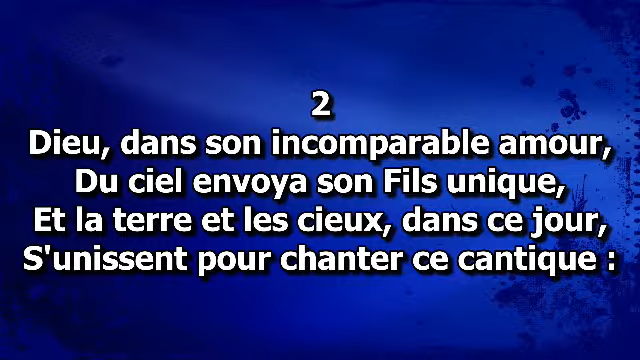 2
Dieu, dans son incomparable amour,
Du ciel envoya son Fils unique,
Et la terre et les cieux, dans ce jour,
S'unissent pour chanter ce cantique :